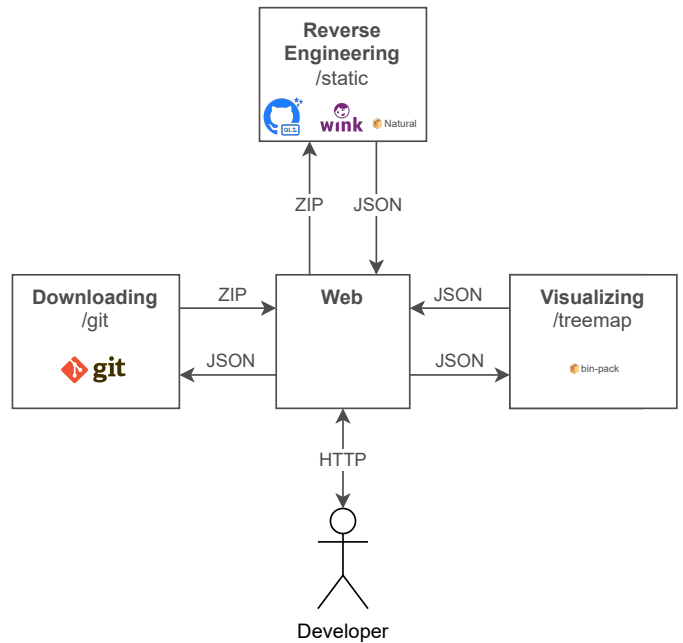 Reverse
Engineering
/static
QL
wink
Natural
ZIP
JSON
Downloading
/git
git
ZIP
JSON
Web
JSON
JSON
Visualizing
/treemap
bin-pack
HTTP
Developer